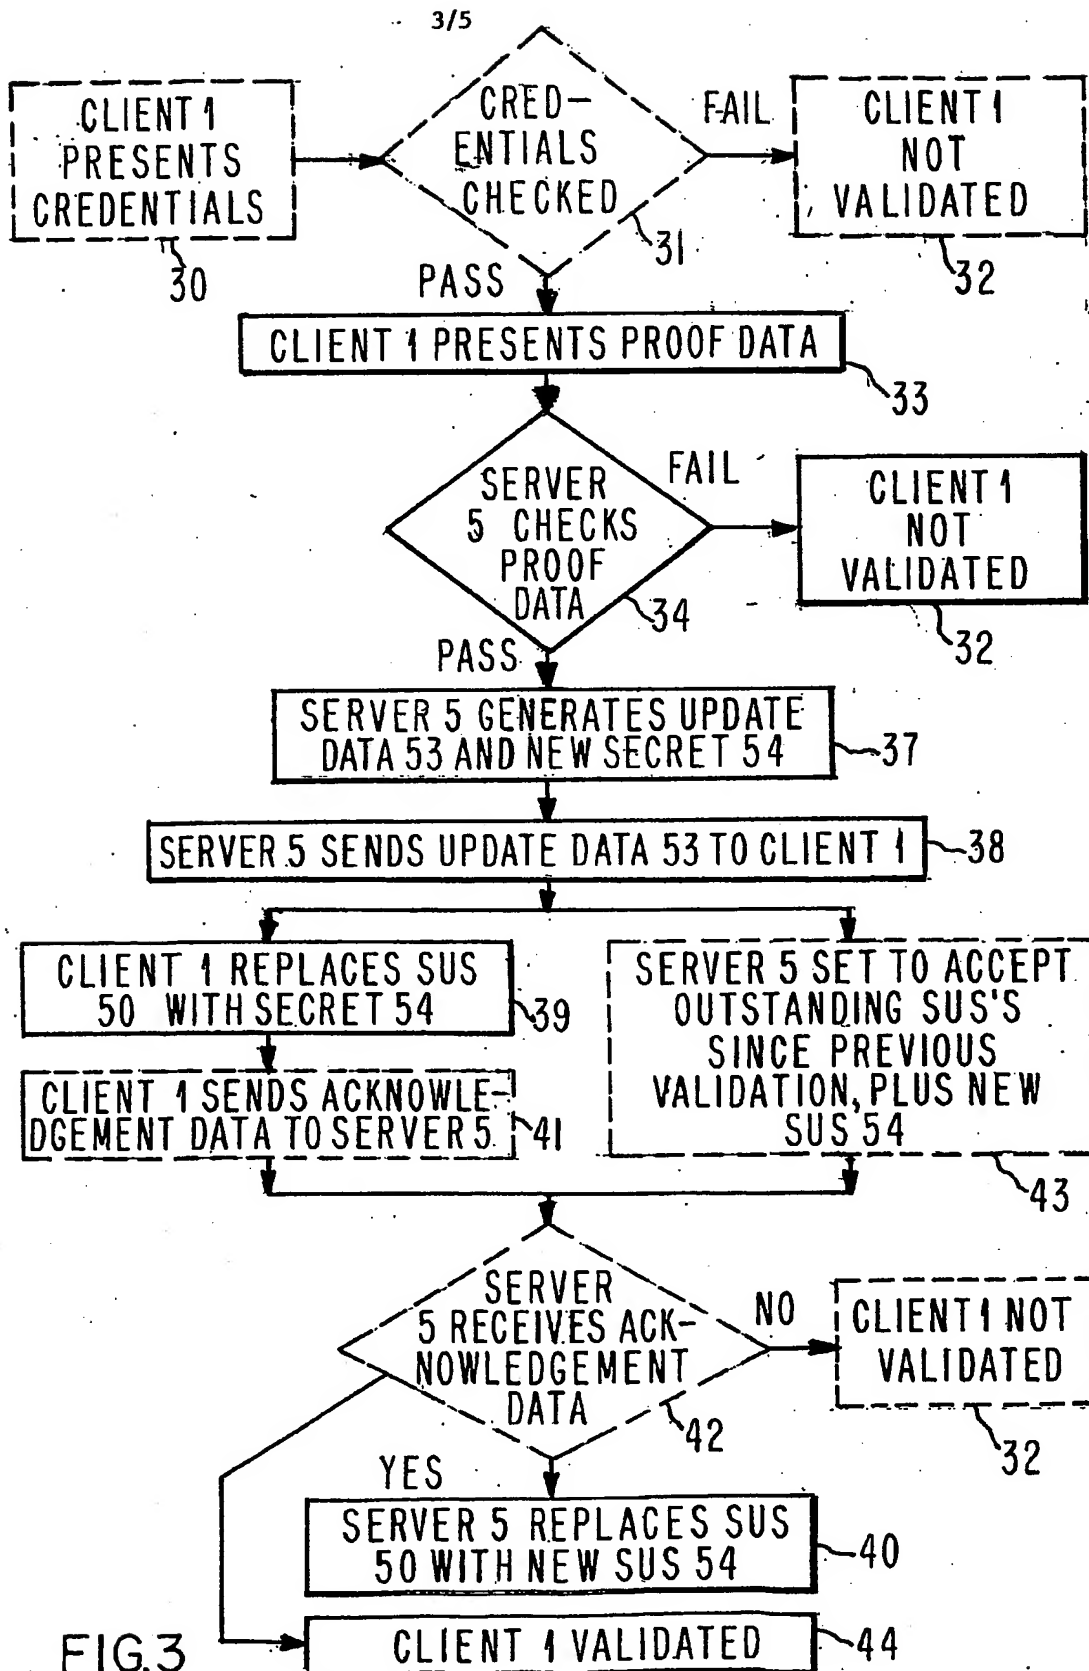 3/5
CLIENT 1
PRESENTS
CREDENTIALS
30
CRED-
ENTIALS
CHECKED
31
FAIL
CLIENT 1
NOT
VALIDATED
32
PASS
CLIENT 1 PRESENTS PROOF DATA
33
SERVER
5 CHECKS
PROOF
DATA
34
FAIL
CLIENT 1
NOT
VALIDATED
32
PASS
SERVER 5 GENERATES UPDATE
DATA 53 AND NEW SECRET 54
37
SERVER 5 SENDS UPDATE DATA 53 TO CLIENT 1
38
CLIENT 1 REPLACES SUS
50 WITH SECRET 54
39
CLIENT 1 SENDS ACKNOWLE-
DGEMENT DATA TO SERVER 5
41
SERVER 5 SET TO ACCEPT
OUTSTANDING SUS'S
SINCE PREVIOUS
VALIDATION, PLUS NEW
SUS 54
43
SERVER
5 RECEIVES ACK-
NOWLEDGEMENT
DATA
42
NO
CLIENT 1 NOT
VALIDATED
32
YES
SERVER 5 REPLACES SUS
50 WITH NEW SUS 54
40
CLIENT 1 VALIDATED
44
FIG.3